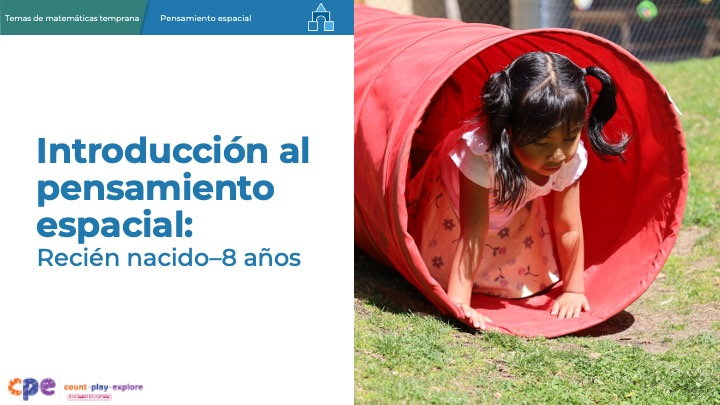 Temas de matemáticas temprana
Pensamiento espacial
Introducción al
pensamiento
espacial:
Recién nacido–8 años
cpe
count·play·explore